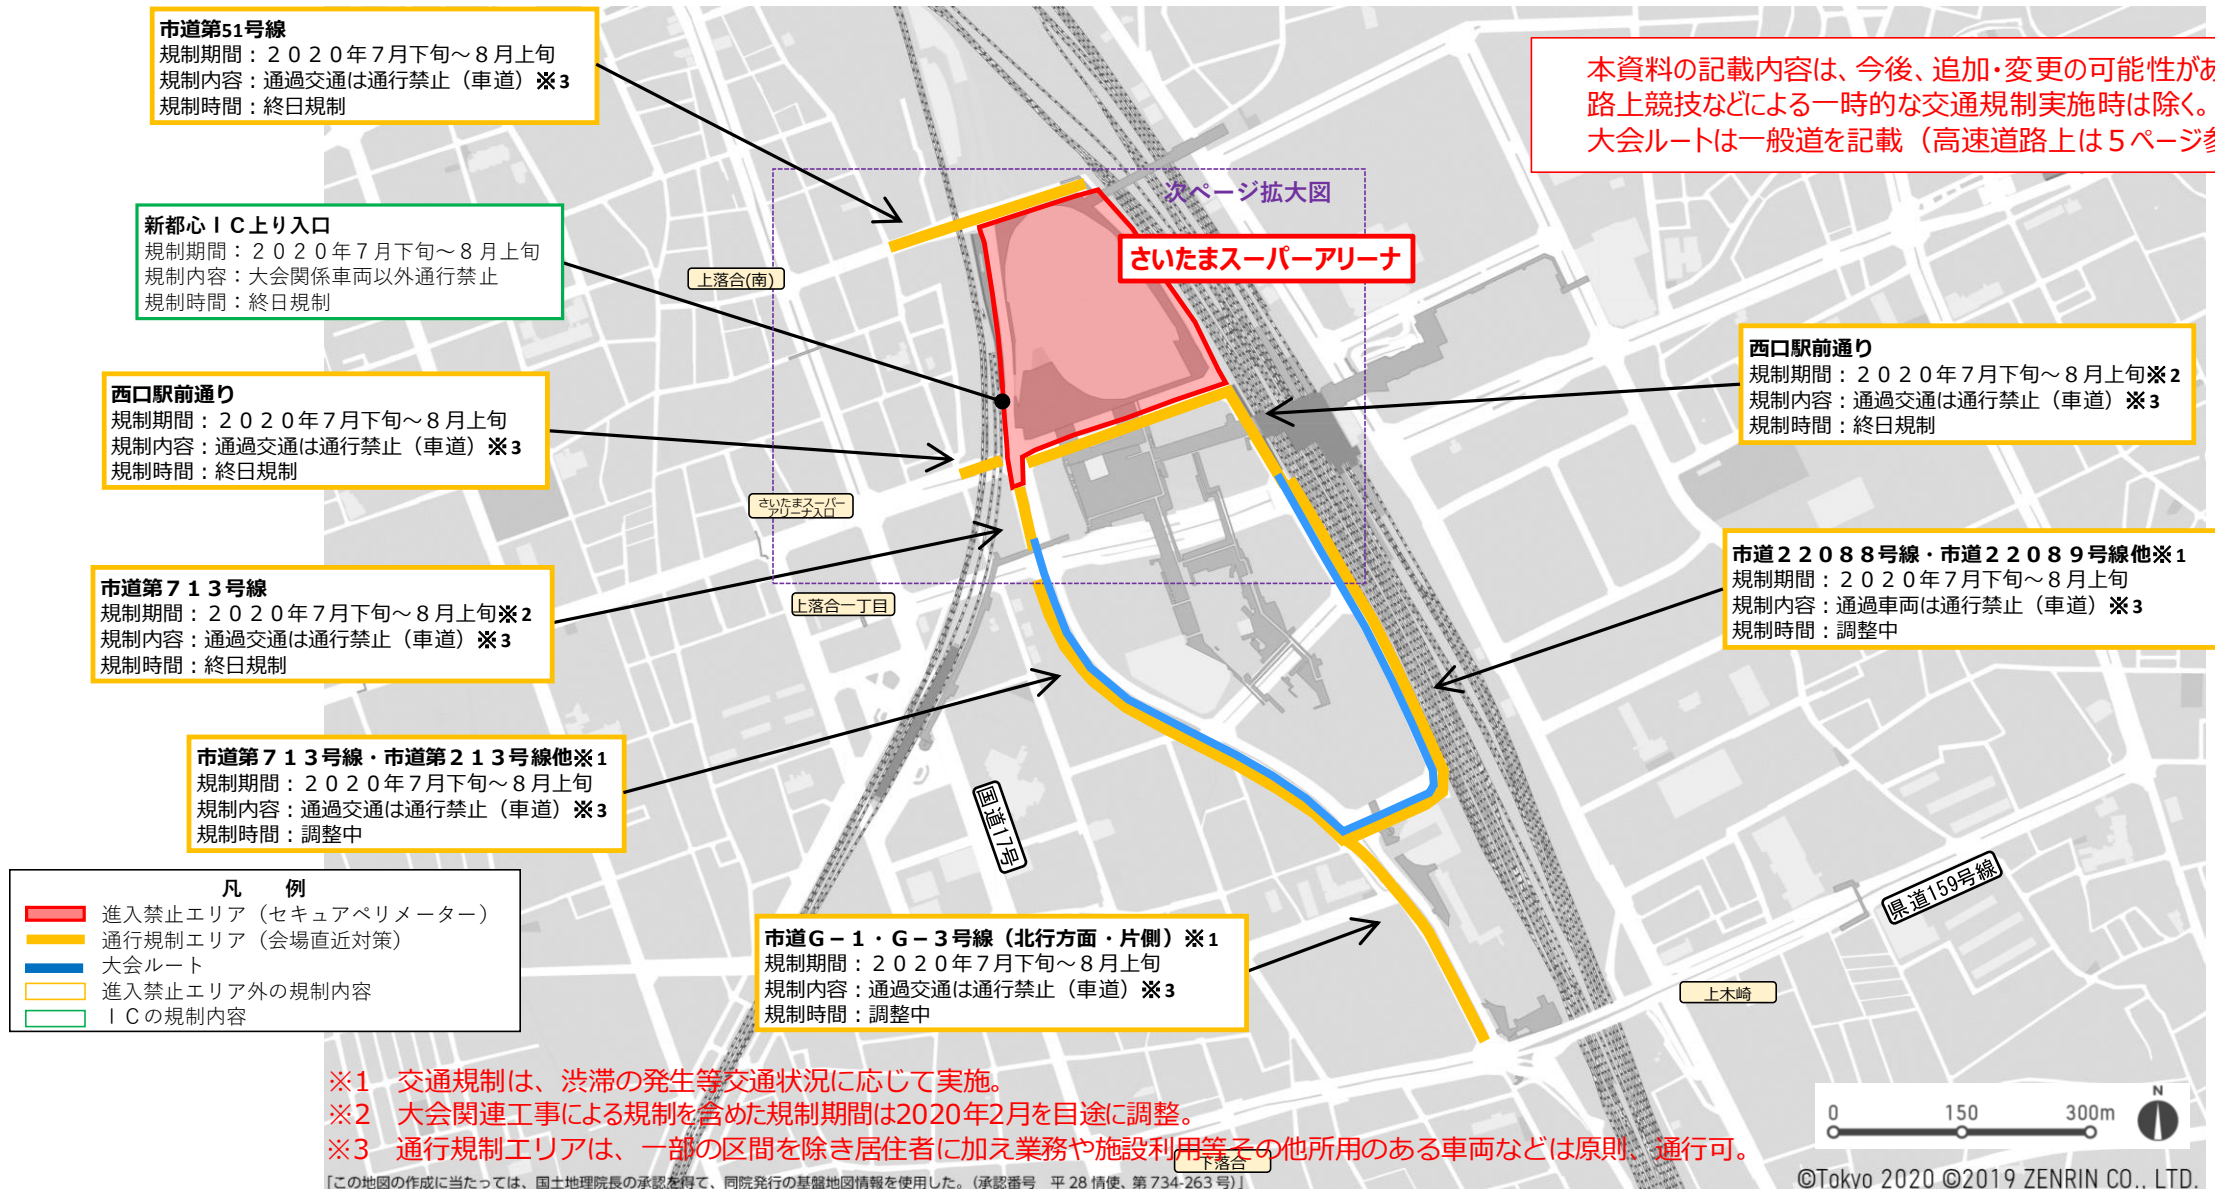 市道第51号線
規制期間：２０２０年７月下旬～８月上旬
規制内容：通過交通は通行禁止（車道）※3
規制時間：終日規制
本資料の記載内容は、今後、追加・変更の可能性があ
路上競技などによる一時的な交通規制実施時は除く。
大会ルートは一般道を記載（高速道路上は５ページ参
次ページ拡大図
新都心ＩＣ上り入口
規制期間：２０２０年７月下旬～８月上旬
規制内容：大会関係車両以外通行禁止
規制時間：終日規制
さいたまスーパーアリーナ
上落合(南)
西口駅前通り
規制期間：２０２０年７月下旬～８月上旬※2
規制内容：通過交通は通行禁止（車道）※3
規制時間：終日規制
西口駅前通り
規制期間：２０２０年７月下旬～８月上旬
規制内容：通過交通は通行禁止（車道）※3
規制時間：終日規制
さいたまスーパー
アリーナ入口
市道２２０８８号線・市道２２０８９号線他※1
規制期間：２０２０年７月下旬～８月上旬
規制内容：通過車両は通行禁止（車道）※3
規制時間：調整中
市道第７１３号線
規制期間：２０２０年７月下旬～８月上旬※2
規制内容：通過交通は通行禁止（車道）※3
規制時間：終日規制
上落合一丁目
市道第７１３号線・市道第２１３号線他※1
規制期間：２０２０年７月下旬～８月上旬
規制内容：通過交通は通行禁止（車道）※3
規制時間：調整中
国道17号
県道159号線
凡　例
進入禁止エリア（セキュアペリメーター）
通行規制エリア（会場直近対策）
大会ルート
進入禁止エリア外の規制内容
ＩＣの規制内容
市道Ｇ－１・Ｇ－３号線（北行方面・片側）※1
規制期間：２０２０年７月下旬～８月上旬
規制内容：通過交通は通行禁止（車道）※3
規制時間：調整中
上木崎
※1　交通規制は、渋滞の発生等交通状況に応じて実施。
※2　大会関連工事による規制を含めた規制期間は2020年2月を目途に調整。
※3　通行規制エリアは、一部の区間を除き居住者に加え業務や施設利用等その他所用のある車両などは原則、通行可。
下落合
0 150 300m
N
「この地図の作成に当たっては、国土地理院長の承認を得て、同院発行の基盤地図情報を使用した。（承認番号　平 28 情使、第 734-263 号）」
©Tokyo 2020 ©2019 ZENRIN CO., LTD.